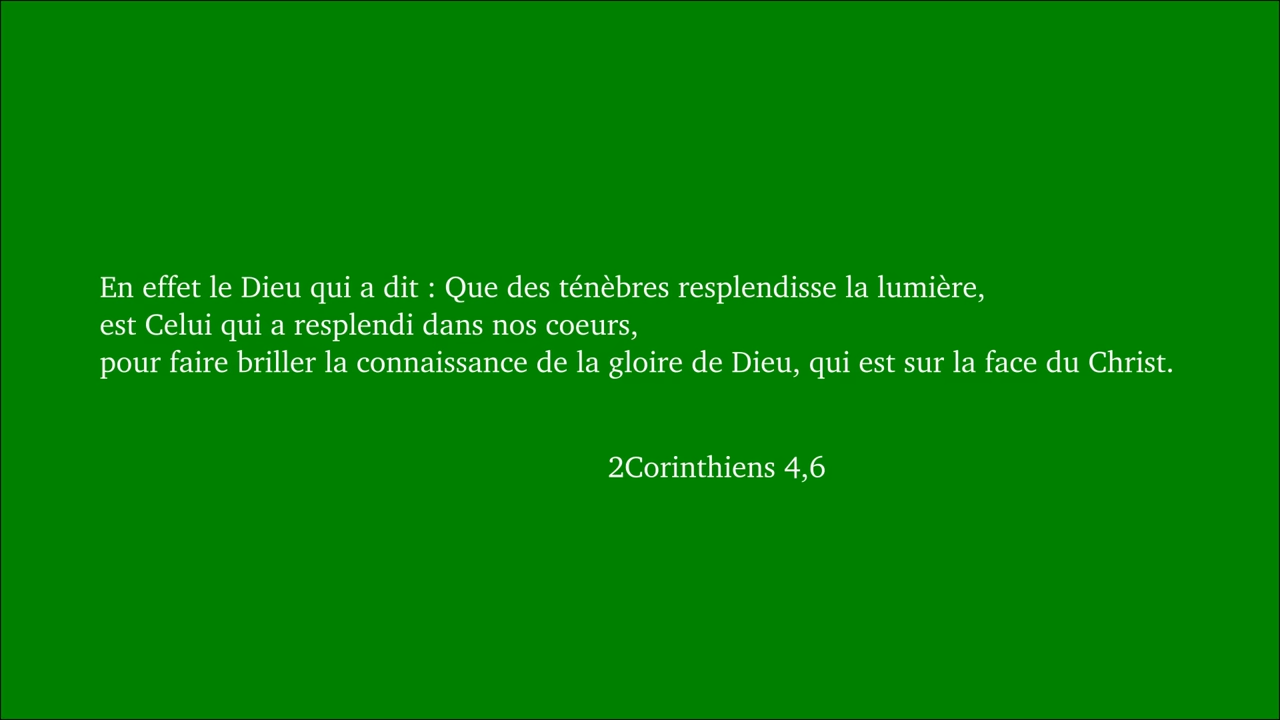 En effet le Dieu qui a dit : Que des ténèbres resplendisse la lumière,
est Celui qui a resplendi dans nos coeurs,
pour faire briller la connaissance de la gloire de Dieu, qui est sur la face du Christ.
2Corinthiens 4,6